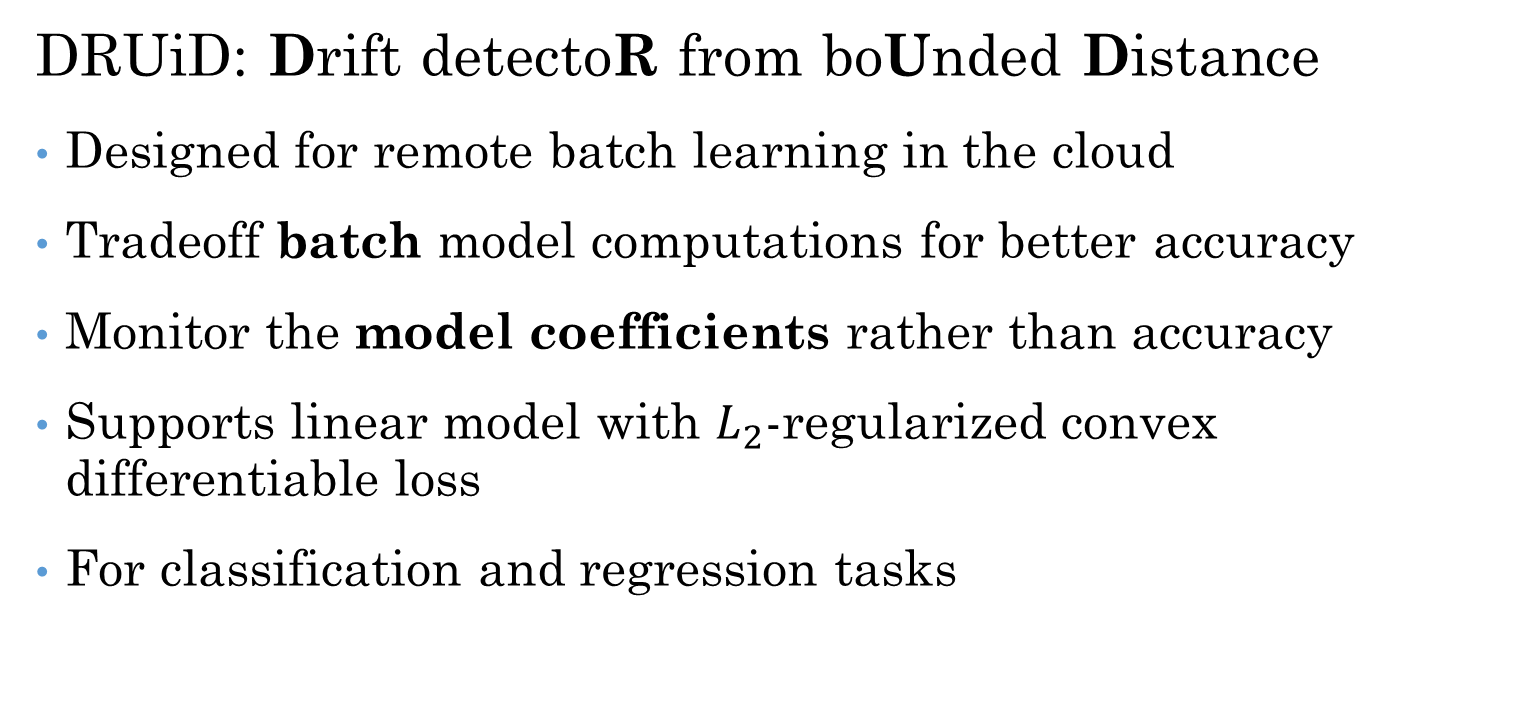 DRUiD: Drift detectoR from boUnded Distance
• Designed for remote batch learning in the cloud
• Tradeoff batch model computations for better accuracy
• Monitor the model coefficients rather than accuracy
• Supports linear model with L₂-regularized convex
differentiable loss
• For classification and regression tasks